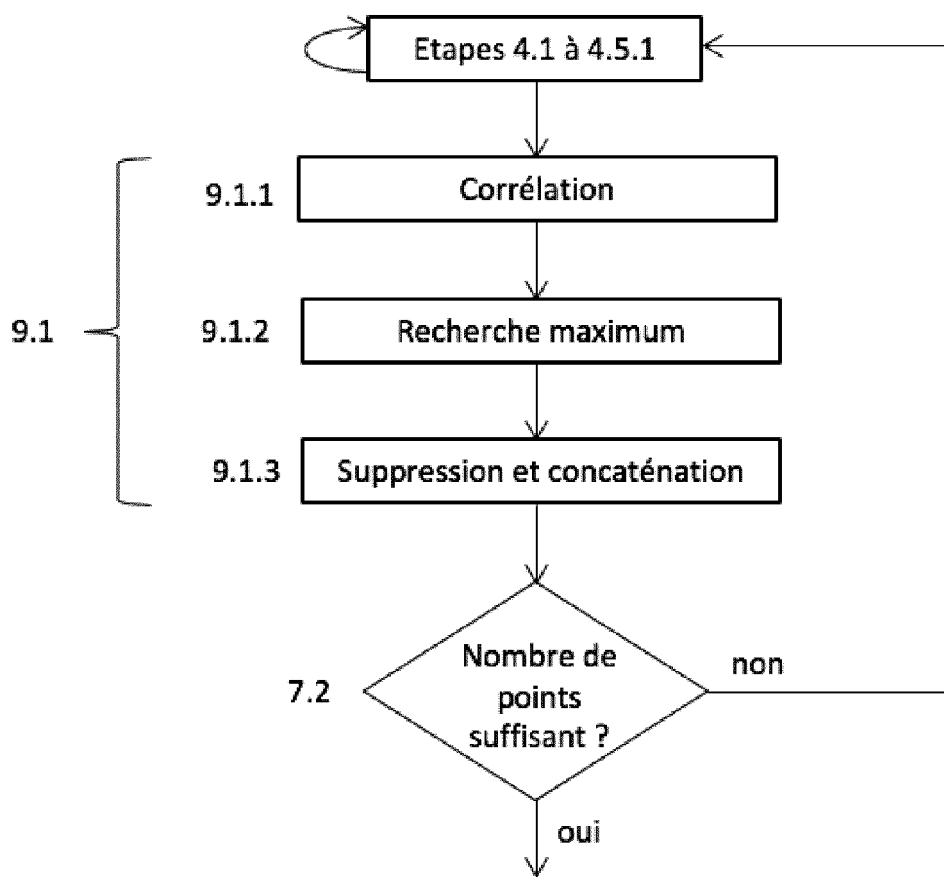 Etapes 4.1 à 4.5.1
9.1.1
Corrélation
9.1
9.1.2
Recherche maximum
9.1.3
Suppression et concaténation
7.2
Nombre de
points
suffisant ?
non
oui